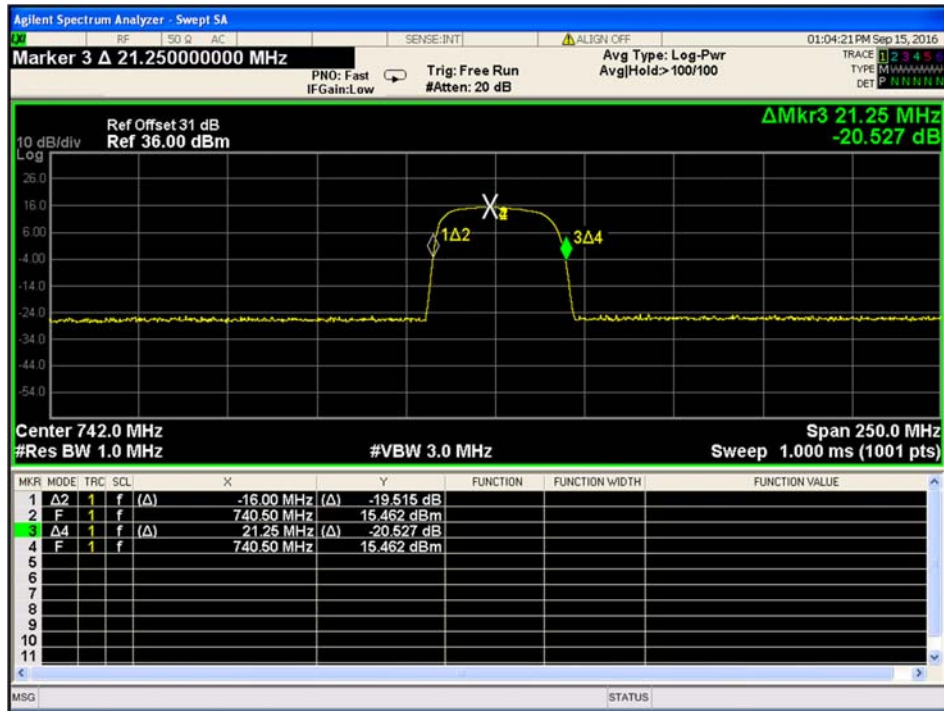 Agilent Spectrum Analyzer - Swept SA
LXI RF 50 Ω AC SENSE:INT ALIGN OFF 01:04:21 PM Sep 15, 2016
Marker 3 Δ 21.250000000 MHz
PNO: Fast
IFGain:Low
Trig: Free Run
#Atten: 20 dB
Avg Type: Log-Pwr
Avg|Hold:> 100/100
TRACE 1 2 3 4 5 6
TYPE M
DET P N N N N N
ΔMkr3 21.25 MHz
-20.527 dB
Ref Offset 31 dB
10 dB/div Ref 36.00 dBm
Log
26.0
16.0
6.00
-4.00
-14.0
-24.0
-34.0
-44.0
-54.0
1Δ2
3Δ4
Center 742.0 MHz Span 250.0 MHz
#Res BW 1.0 MHz #VBW 3.0 MHz Sweep 1.000 ms (1001 pts)
MKR MODE TRC SCL X Y FUNCTION FUNCTION WIDTH FUNCTION VALUE
1 Δ2 1 f (Δ) -16.00 MHz (Δ) -19.515 dB
2 F 1 f 740.50 MHz 15.462 dBm
3 Δ4 1 f (Δ) 21.25 MHz (Δ) -20.527 dB
4 F 1 f 740.50 MHz 15.462 dBm
5
6
7
8
9
10
11
MSG STATUS